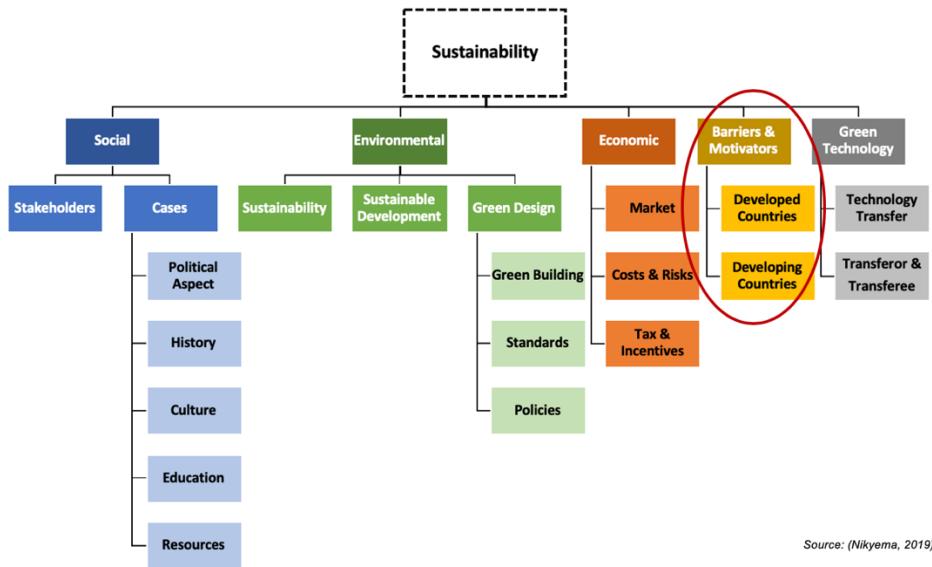 Sustainability
Social
Environmental
Economic
Barriers &
Motivators
Green
Technology
Stakeholders
Cases
Sustainability
Sustainable
Development
Green Design
Market
Developed
Countries
Technology
Transfer
Political
Aspect
Green Building
Costs & Risks
Developing
Countries
Transferor &
Transferee
History
Standards
Tax &
Incentives
Culture
Policies
Education
Resources
Source: (Nikyema, 2019)